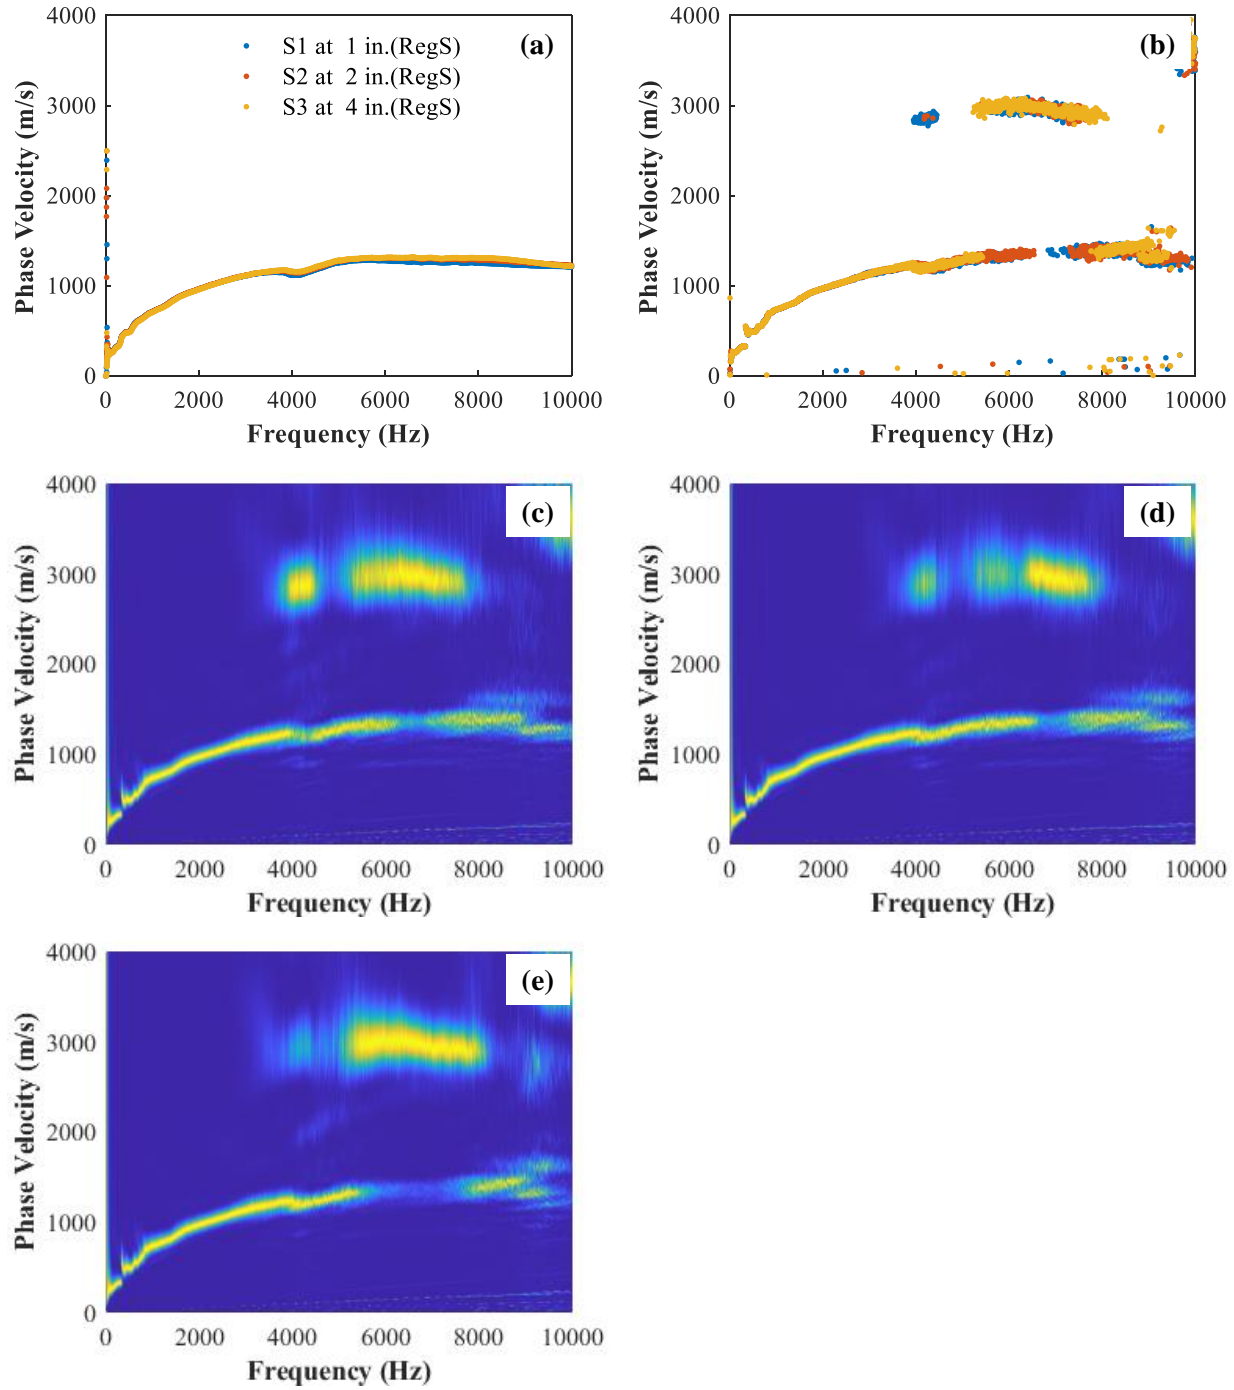 4000
3000
2000
1000
0
Phase Velocity (m/s)
S1 at 1 in.(RegS)
S2 at 2 in.(RegS)
S3 at 4 in.(RegS)
(a)
0 2000 4000 6000 8000 10000
Frequency (Hz)
4000
3000
2000
1000
0
Phase Velocity (m/s)
(b)
0 2000 4000 6000 8000 10000
Frequency (Hz)
4000
3000
2000
1000
0
Phase Velocity (m/s)
(c)
0 2000 4000 6000 8000 10000
Frequency (Hz)
4000
3000
2000
1000
0
Phase Velocity (m/s)
(d)
0 2000 4000 6000 8000 10000
Frequency (Hz)
4000
3000
2000
1000
0
Phase Velocity (m/s)
(e)
0 2000 4000 6000 8000 10000
Frequency (Hz)